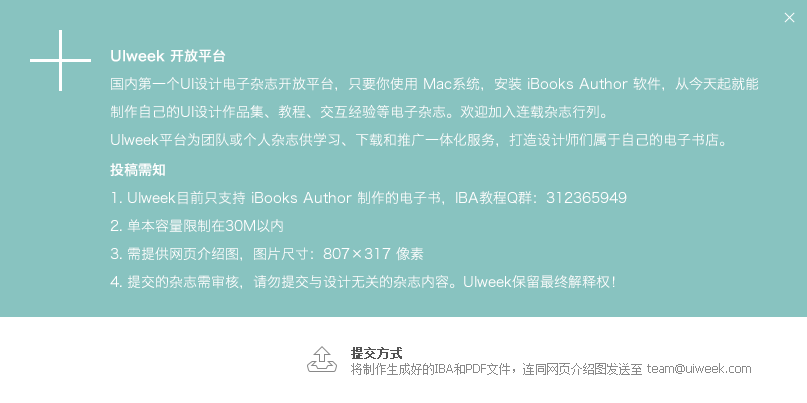 UIweek 开放平台
国内第一个UI设计电子杂志开放平台，只要你使用 Mac系统，安装 iBooks Author 软件，从今天起就能
制作自己的UI设计作品集、教程、交互经验等电子杂志。欢迎加入连载杂志行列。
UIweek平台为团队或个人杂志供学习、下载和推广一体化服务，打造设计师们属于自己的电子书店。
投稿需知
1. UIweek目前只支持 iBooks Author 制作的电子书，IBA教程Q群：312365949
2. 单本容量限制在30M以内
3. 需提供网页介绍图，图片尺寸：807×317 像素
4. 提交的杂志需审核，请勿提交与设计无关的杂志内容。UIweek保留最终解释权！
提交方式
将制作生成好的IBA和PDF文件，连同网页介绍图发送至 team@uiweek.com